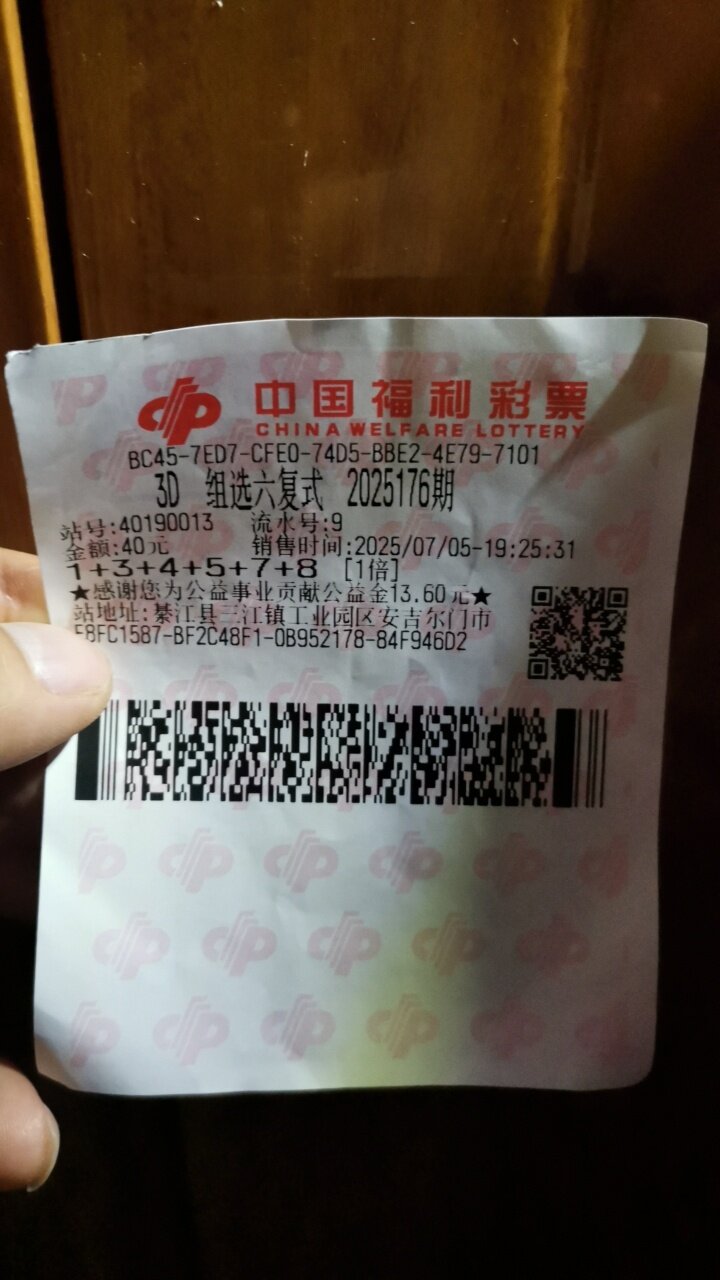 中国福利彩票
CHINA WELFARE LOTTERY
BC45-7ED7-CFE0-74D5-BBE2-4E79-7101
3D 组选六复式 2025176期
站号:40190013 流水号:9
金额:40元 销售时间:2025/07/05-19:25:31
1+3+4+5+7+8 [1倍]
★感谢您为公益事业贡献公益金13.60元★
站地址:綦江县三江镇工业园区安吉尔门市
E8FC1587-BF2C48F1-0B952178-84F946D2